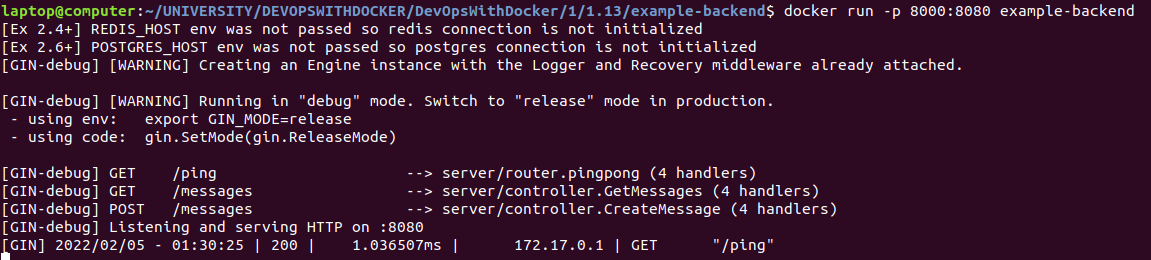 laptop@computer:~/UNIVERSITY/DEVOPSWITHDOCKER/DevOpsWithDocker/1/1.13/example-backend$ docker run -p 8000:8080 example-backend
[Ex 2.4+] REDIS_HOST env was not passed so redis connection is not initialized
[Ex 2.6+] POSTGRES_HOST env was not passed so postgres connection is not initialized
[GIN-debug] [WARNING] Creating an Engine instance with the Logger and Recovery middleware already attached.

[GIN-debug] [WARNING] Running in "debug" mode. Switch to "release" mode in production.
 - using env:   export GIN_MODE=release
 - using code:  gin.SetMode(gin.ReleaseMode)

[GIN-debug] GET    /ping                     --> server/router.pingpong (4 handlers)
[GIN-debug] GET    /messages                 --> server/controller.GetMessages (4 handlers)
[GIN-debug] POST   /messages                 --> server/controller.CreateMessage (4 handlers)
[GIN-debug] Listening and serving HTTP on :8080
[GIN] 2022/02/05 - 01:30:25 | 200 |    1.036507ms |      172.17.0.1 | GET      "/ping"